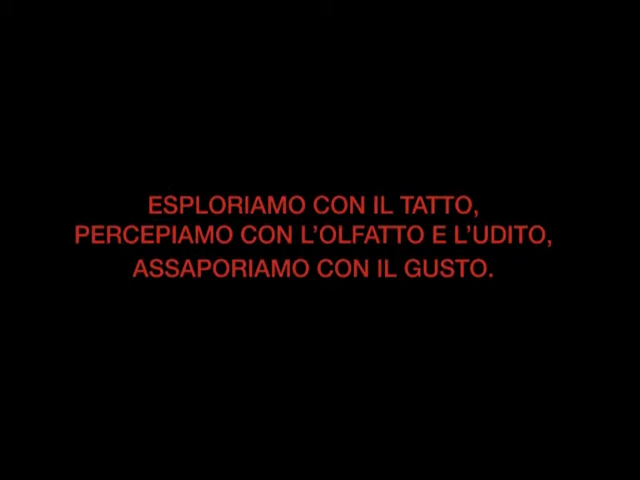 ESPLORIAMO CON IL TATTO,
PERCEPIAMO CON L’OLFATTO E L’UDITO,
ASSAPORIAMO CON IL GUSTO.